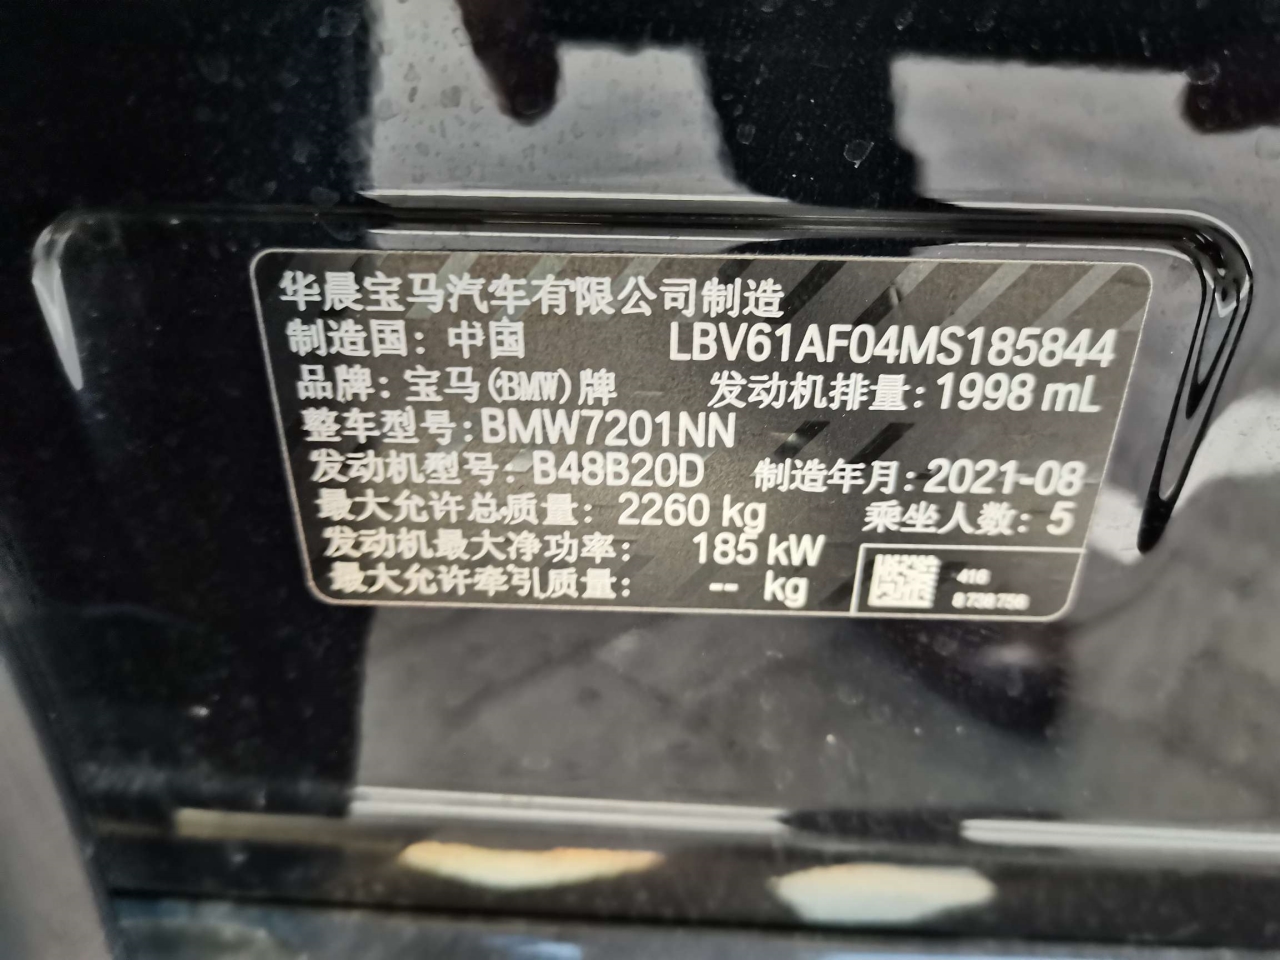 华晨宝马汽车有限公司制造
制造国：中国 LBV61AF04MS185844
品牌：宝马(BMW)牌 发动机排量：1998 mL
整车型号：BMW7201NN
发动机型号：B48B20D 制造年月：2021-08
最大允许总质量：2260 kg 乘坐人数：5
发动机最大净功率：185 kW
最大允许牵引质量：-- kg